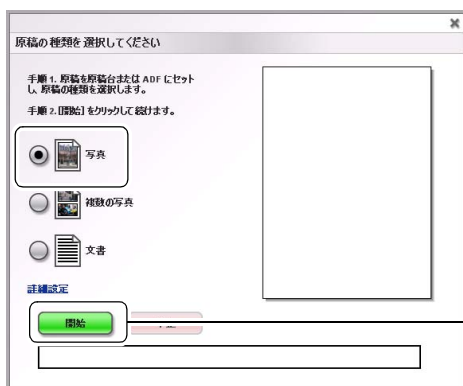 原稿の種類を選択してください
手順 1. 原稿を原稿台または ADF にセット
し、原稿の種類を選択します。
手順 2. [開始] をクリックして続けます。
写真
複数の写真
文書
詳細設定
開始